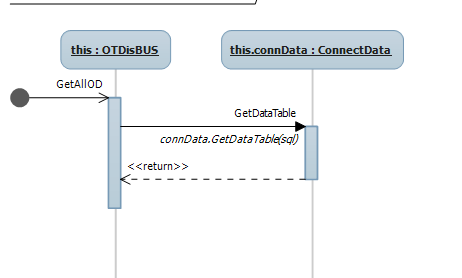 this : OTDisBUS
this.connData : ConnectData
GetAllOD
GetDataTable
connData.GetDataTable(sql)
<<return>>